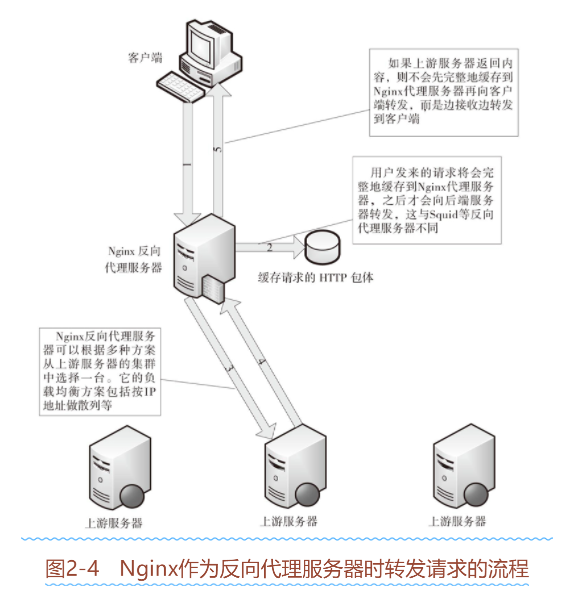 客户端
如果上游服务器返回内
容，则不会先完整地缓存到
Nginx代理服务器再向客户
端转发，而是边接收边转发
到客户端
1
5
用户发来的请求将会完
整地缓存到Nginx代理服务
器，之后才会向后端服务
器转发，这与Squid等反向
代理服务器不同
Nginx 反向
代理服务器
2
缓存请求的 HTTP 包体
Nginx反向代理服务
器可以根据多种方案
从上游服务器的集群
中选择一台。它的负
载均衡方案包括按IP
地址做散列等
3
4
上游服务器
上游服务器
上游服务器
图2-4 Nginx作为反向代理服务器时转发请求的流程